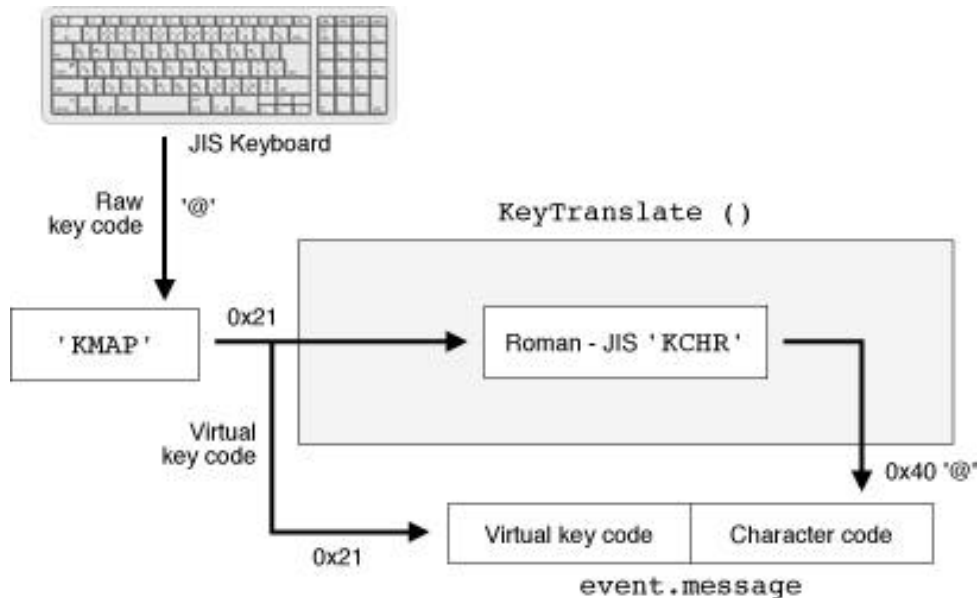 JIS Keyboard
Raw
key code
'@'
KeyTranslate ()
'KMAP'
0x21
Roman - JIS 'KCHR'
Virtual
key code
0x40 '@'
0x21
Virtual key code
Character code
event.message